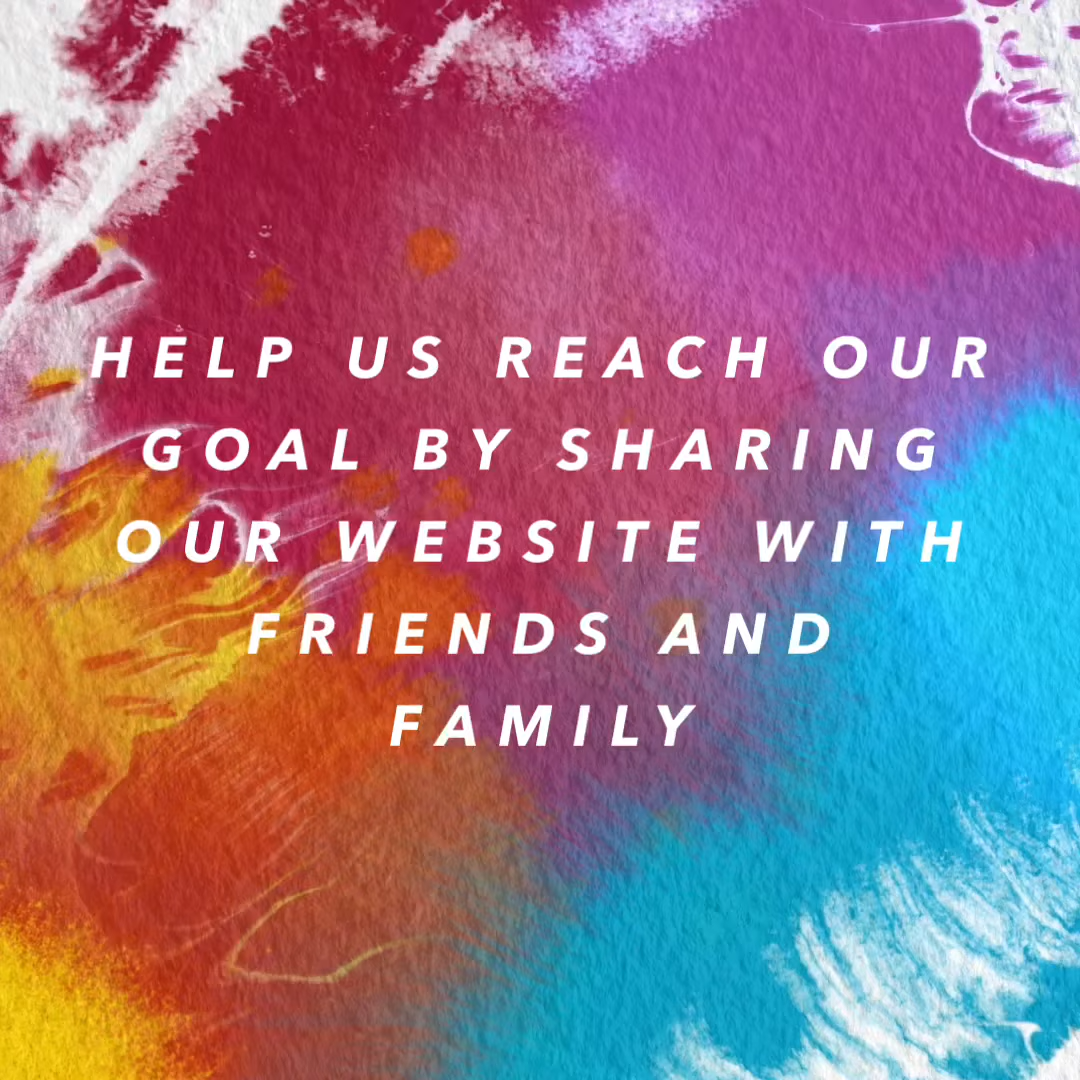 HELP US REACH OUR
GOAL BY SHARING
OUR WEBSITE WITH
FRIENDS AND
FAMILY